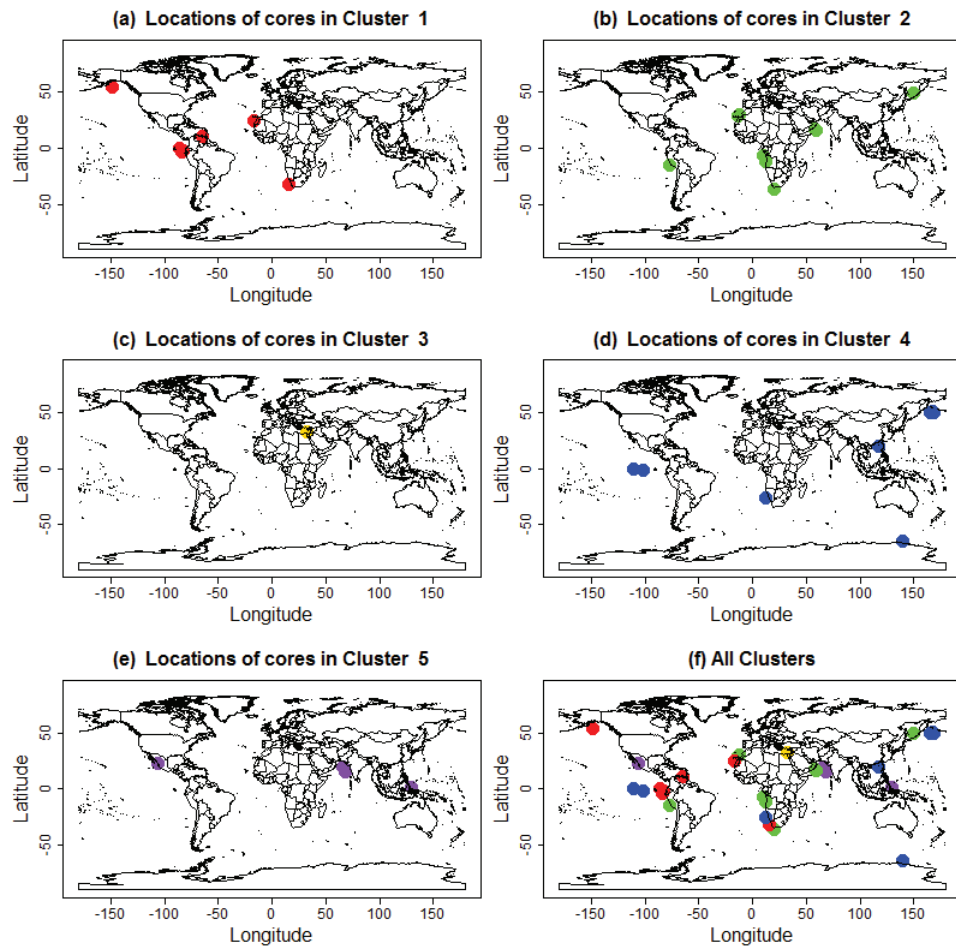 (a) Locations of cores in Cluster 1
Latitude
50
0
-50
-150 -100 -50 0 50 100 150
Longitude
(b) Locations of cores in Cluster 2
Latitude
50
0
-50
-150 -100 -50 0 50 100 150
Longitude
(c) Locations of cores in Cluster 3
Latitude
50
0
-50
-150 -100 -50 0 50 100 150
Longitude
(d) Locations of cores in Cluster 4
Latitude
50
0
-50
-150 -100 -50 0 50 100 150
Longitude
(e) Locations of cores in Cluster 5
Latitude
50
0
-50
-150 -100 -50 0 50 100 150
Longitude
(f) All Clusters
Latitude
50
0
-50
-150 -100 -50 0 50 100 150
Longitude